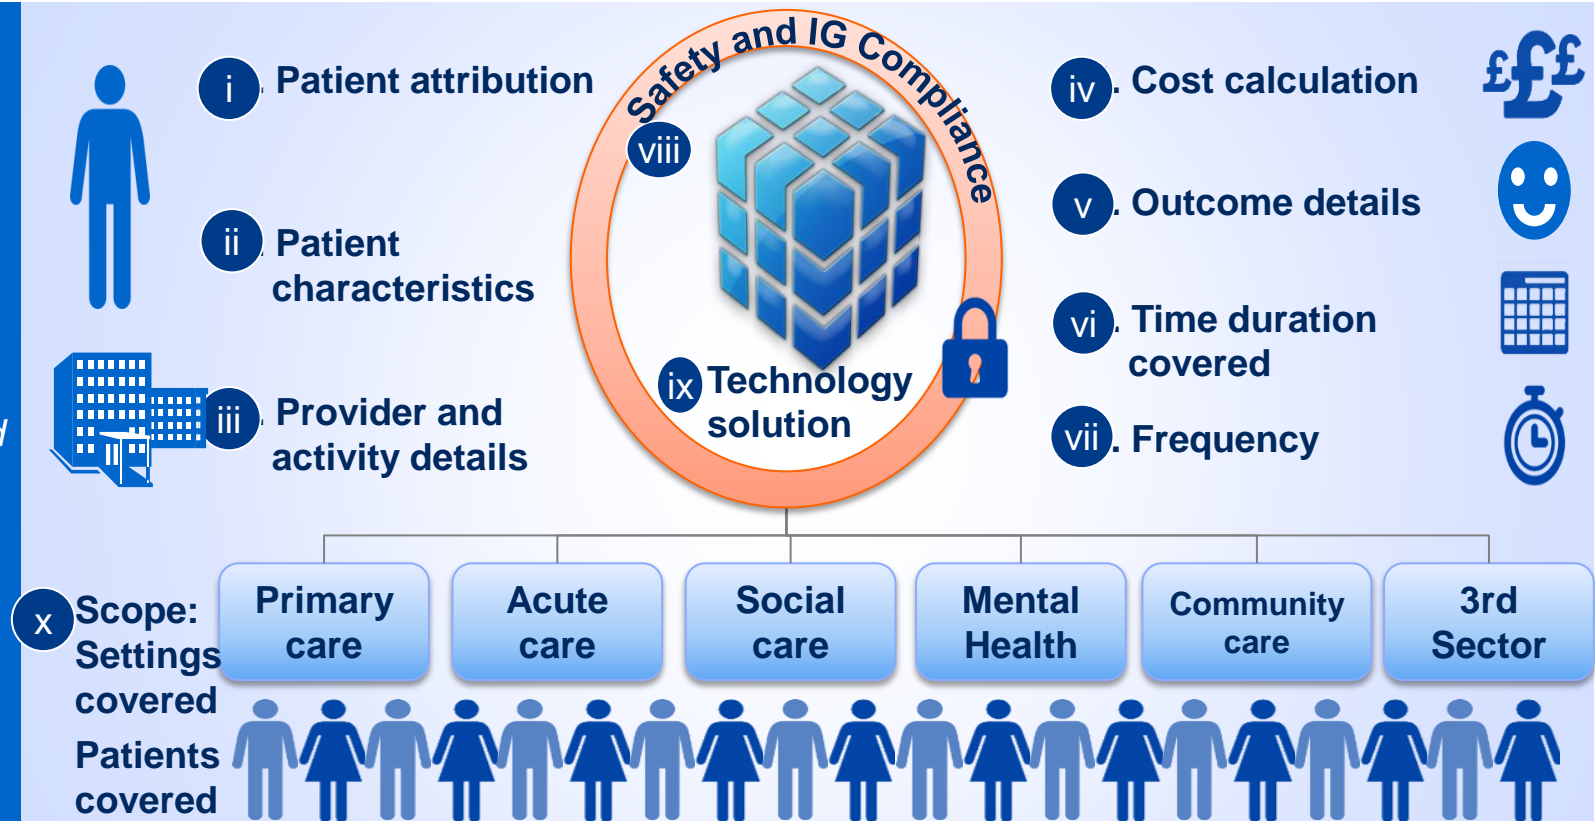 i. Patient attribution
ii. Patient
characteristics
iii. Provider and
activity details
Safety and IG Compliance
viii
ix Technology
solution
iv. Cost calculation
v. Outcome details
vi. Time duration
covered
vii. Frequency
£££
x Scope:
Settings
covered
Patients
covered
Primary
care
Acute
care
Social
care
Mental
Health
Community
care
3rd
Sector